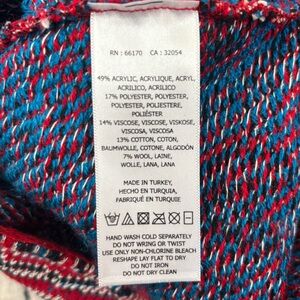 RN : 66170 CA : 32054
49% ACRYLIC, ACRYLIQUE, ACRYL,
ACRILICO, ACRILICO
17% POLYESTER, POLYESTER,
POLYESTER, POLIESTERE,
POLIÉSTER
14% VISCOSE, VISCOSE, VISKOSE,
VISCOSA, VISCOSA
13% COTTON, COTON,
BAUMWOLLE, COTONE, ALGODÓN
7% WOOL, LAINE,
WOLLE, LANA, LANA
MADE IN TURKEY,
HECHO EN TURQUIA,
FABRIQUÉ EN TURQUIE
HAND WASH COLD SEPARATELY
DO NOT WRING OR TWIST
USE ONLY NON-CHLORINE BLEACH
RESHAPE LAY FLAT TO DRY
DO NOT IRON
DO NOT DRY CLEAN